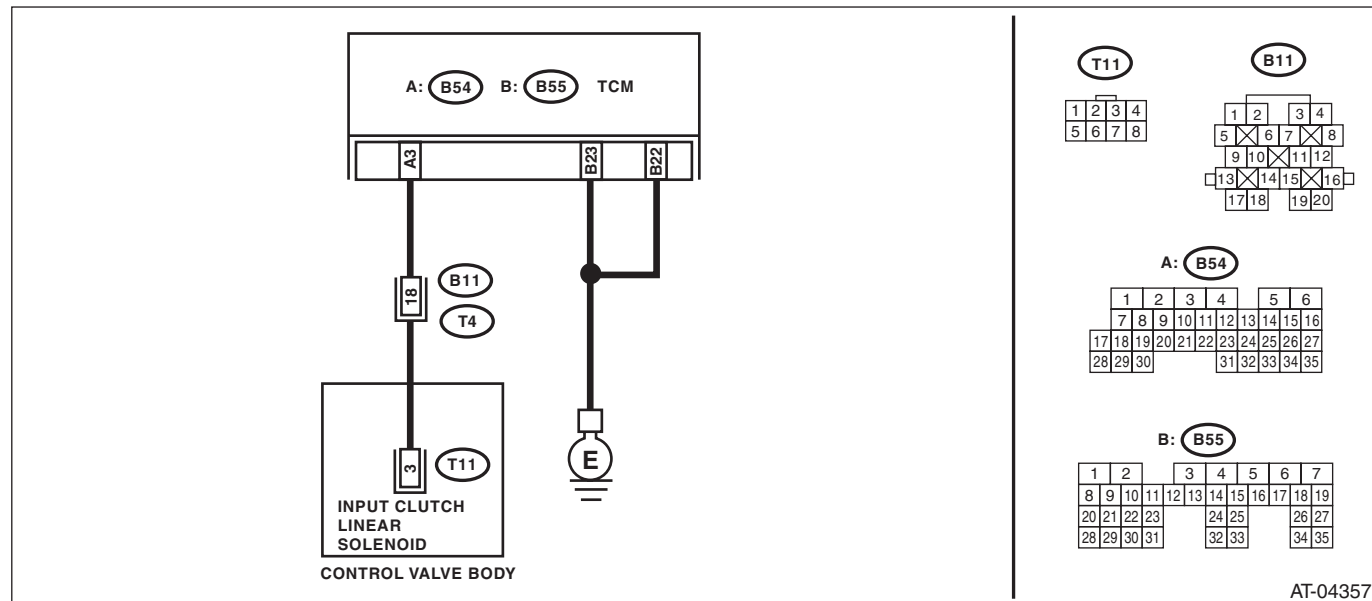 A: B54 B: B55 TCM
A3 B23 B22
18
B11
T4
3
T11
INPUT CLUTCH
LINEAR
SOLENOID
CONTROL VALVE BODY
E
T11
1 2 3 4
5 6 7 8
B11
1 2 3 4
5 6 7 8
9 10 11 12
13 14 15 16
17 18 19 20
A: B54
1 2 3 4 5 6
7 8 9 10 11 12 13 14 15 16
17 18 19 20 21 22 23 24 25 26 27
28 29 30 31 32 33 34 35
B: B55
1 2 3 4 5 6 7
8 9 10 11 12 13 14 15 16 17 18 19
20 21 22 23 24 25 26 27
28 29 30 31 32 33 34 35
AT-04357